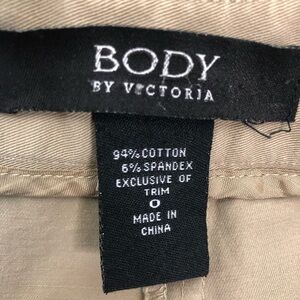 BODY
BY VICTORIA
94% COTTON
6% SPANDEX
EXCLUSIVE OF
TRIM
0
MADE IN
CHINA